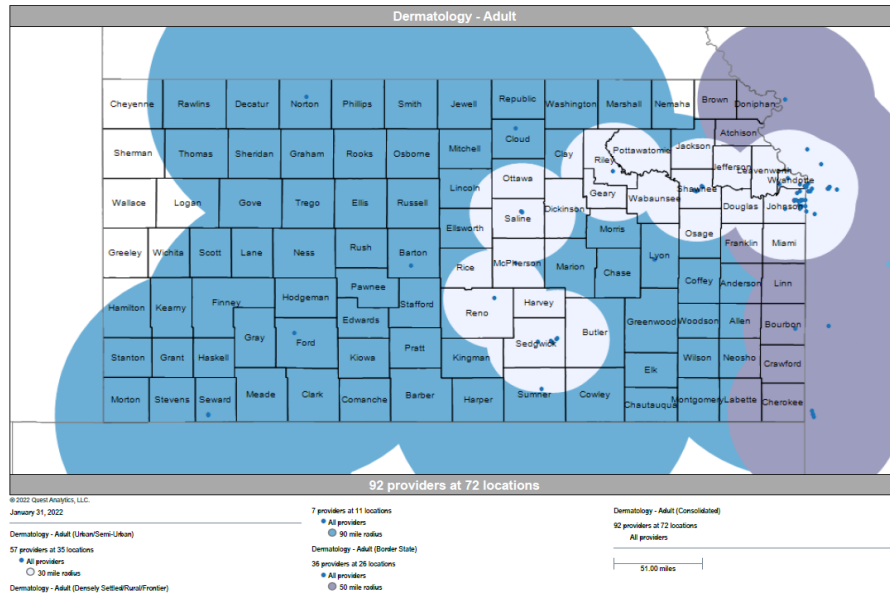 Dermatology - Adult
Cheyenne Rawlins Decatur Norton Phillips Smith Jewell Republic Washington Marshall Nemaha Brown Doniphan
Cloud Atchison
Sherman Thomas Sheridan Graham Rooks Osborne Mitchell Clay Riley Pottawatomie Jackson Jefferson Leavenworth Wyandotte
Ottawa
Lincoln Geary Wabaunsee Shawnee
Wallace Logan Gove Trego Ellis Russell Saline Dickinson Douglas Johnson
Ellsworth Morris Osage
Greeley Wichita Scott Lane Ness Rush Barton Rice McPherson Marion Chase Lyon Franklin Miami
Hamilton Kearny Finney Hodgeman Pawnee Stafford Reno Harvey Coffey Anderson Linn
Gray Ford Edwards Sedgwick Butler Greenwood Woodson Allen Bourbon
Stanton Grant Haskell Kiowa Pratt Kingman Elk Wilson Neosho Crawford
Morton Stevens Seward Meade Clark Comanche Barber Harper Sumner Cowley Chautauqua Montgomery Labette Cherokee
92 providers at 72 locations
© 2022 Quest Analytics, LLC.
January 31, 2022
Dermatology - Adult (Urban/Semi-Urban)
57 providers at 35 locations
All providers
30 mile radius
Dermatology - Adult (Densely Settled/Rural/Frontier)
7 providers at 11 locations
All providers
90 mile radius
Dermatology - Adult (Border State)
36 providers at 26 locations
All providers
50 mile radius
Dermatology - Adult (Consolidated)
92 providers at 72 locations
All providers
51.00 miles